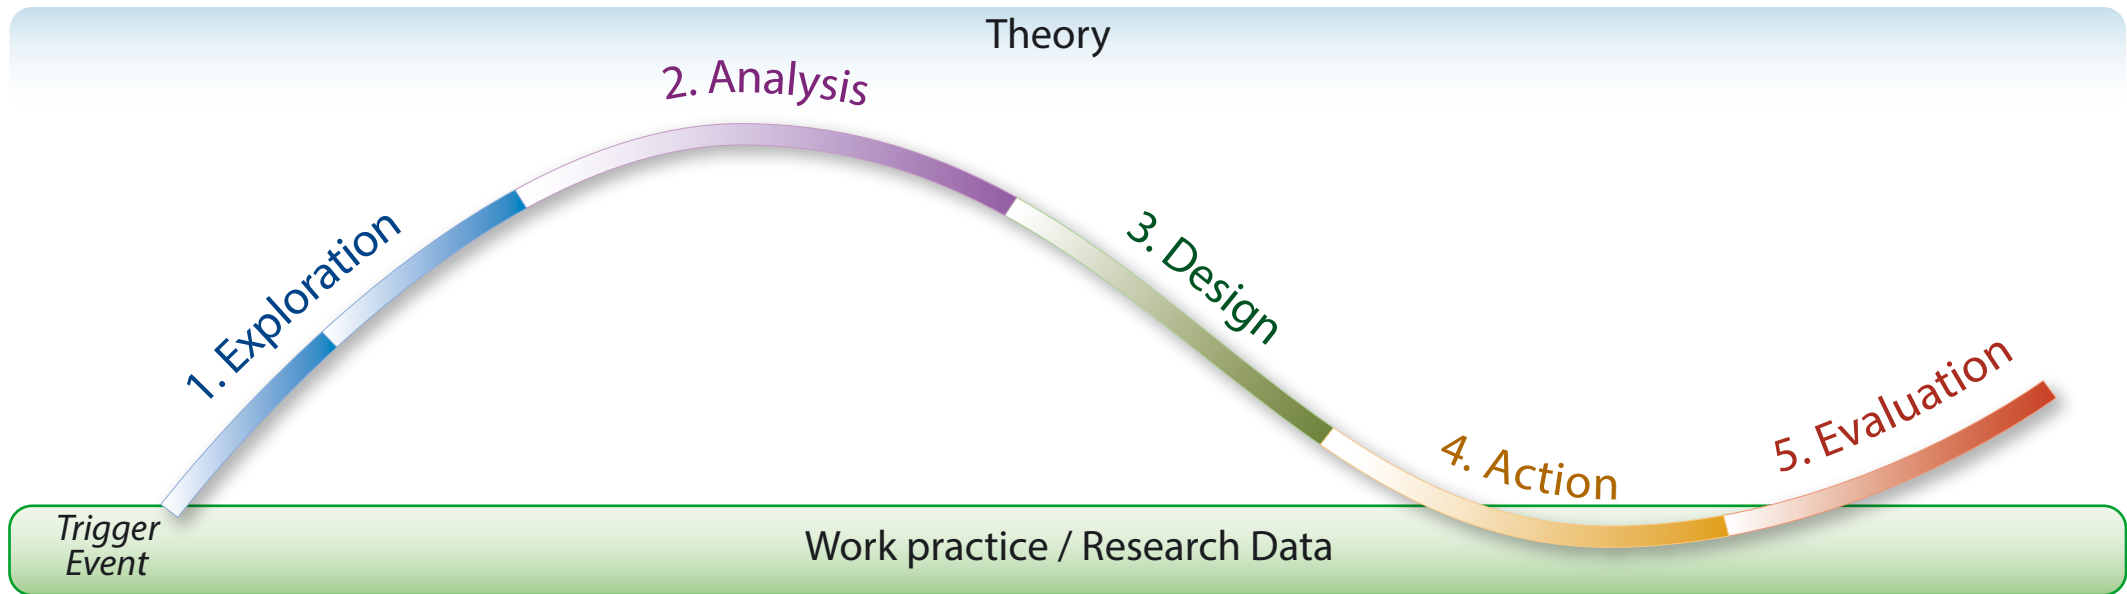 Theory
2. Analysis
1. Exploration
3. Design
4. Action
5. Evaluation
Trigger
Event
Work practice / Research Data